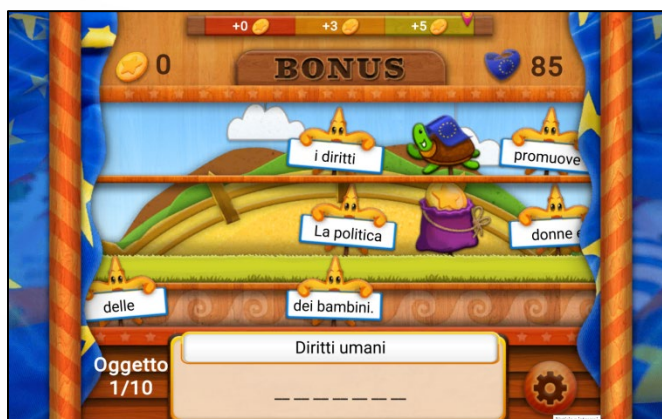 +0
+3
+5
0
BONUS
85
i diritti
promuove
La politica
donne e
delle
dei bambini.
Diritti umani
Oggetto
1/10
_ _ _ _ _ _ _